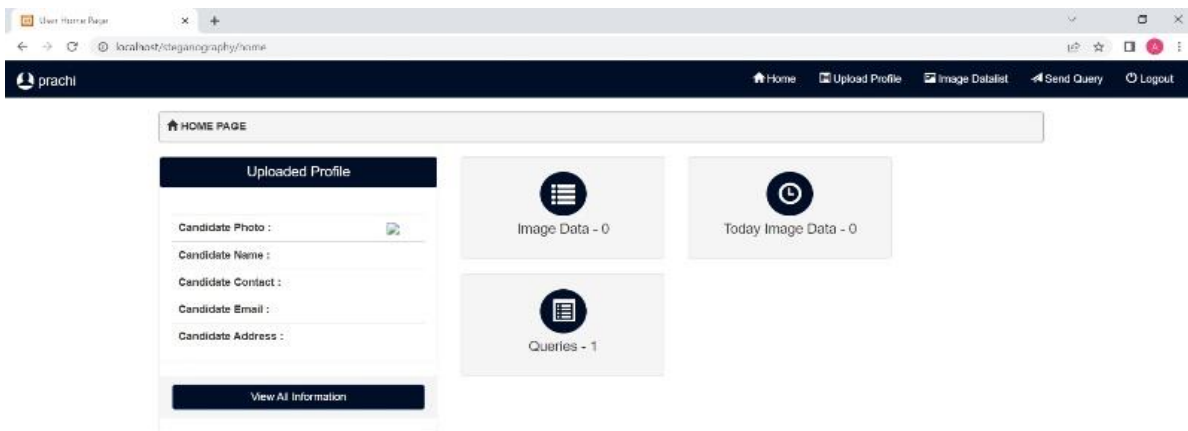 User Home Page
localhost/steganography/home
prachi
Home Upload Profile Image Datalist Send Query Logout
HOME PAGE
Uploaded Profile
Candidate Photo :
Candidate Name :
Candidate Contact :
Candidate Email :
Candidate Address :
View All Information
Image Data - 0
Today Image Data - 0
Queries - 1
A